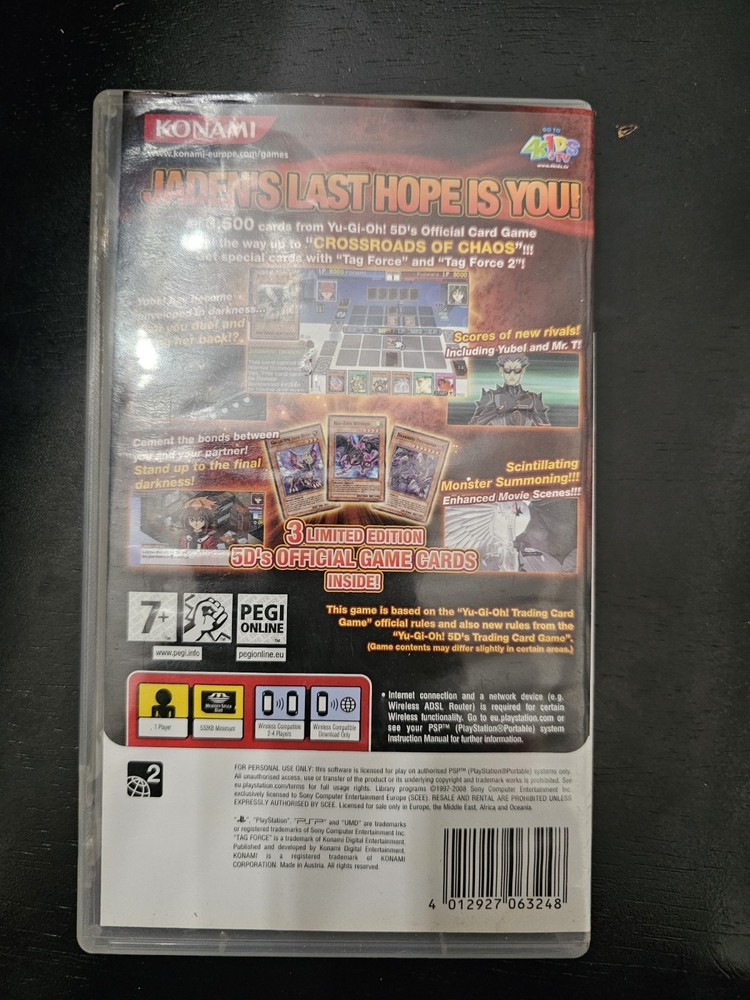 KONAMI
www.konami-europe.com/games
GO TO
4KIDS
.TV
www.4kids.eu
JADEN'S LAST HOPE IS YOU!
3,500 cards from Yu-Gi-Oh! 5D's Official Card Game
the way up to "CROSSROADS OF CHAOS"!!!
Get special cards with "Tag Force" and "Tag Force 2"!
LP 8000
LP 8000
Yubel has become
enveloped in darkness...
you duel and
her back!?
Scores of new rivals!
Including Yubel and Mr. T!
Cement the bonds between
you and your partner!
Stand up to the final
darkness!
Scintillating
Monster Summoning!!!
Enhanced Movie Scenes!!!
3 LIMITED EDITION
5D's OFFICIAL GAME CARDS
INSIDE!
7+
PEGI
ONLINE
TM
www.pegi.info
pegionline.eu
This game is based on the "Yu-Gi-Oh! Trading Card
Game" official rules and also new rules from the
"Yu-Gi-Oh! 5D's Trading Card Game".
(Game contents may differ slightly in certain areas.)
1 Player
Memory Stick
Duo
Minimum
Wireless Compatible
2-4 Players
Wireless Compatible
Download Only
• Internet connection and a network device (e.g.
Wireless ADSL Router) is required for certain
Wireless functionality. Go to eu.playstation.com or
see your PSP™ (PlayStation®Portable) system
Instruction Manual for further information.
2
FOR PERSONAL USE ONLY: this software is licensed for play on authorised PSP™ (PlayStation®Portable) systems only.
All unauthorised access, use or transfer of the product or its underlying copyright and trademark works is prohibited. See
eu.playstation.com/terms for full usage rights. Library programs ©1997-2008 Sony Computer Entertainment Inc.
exclusively licensed to Sony Computer Entertainment Europe (SCEE). RESALE AND RENTAL ARE PROHIBITED UNLESS
EXPRESSLY AUTHORISED BY SCEE. Licensed for sale only in Europe, the Middle East, Africa and Oceania.
"PlayStation", "PSP" and "UMD" are trademarks
or registered trademarks of Sony Computer Entertainment Inc.
"TAG FORCE" is a trademark of Konami Digital Entertainment.
Published and developed by Konami Digital Entertainment.
KONAMI is a registered trademark of KONAMI
CORPORATION. Made in Austria. All rights reserved.
4 012927 063248